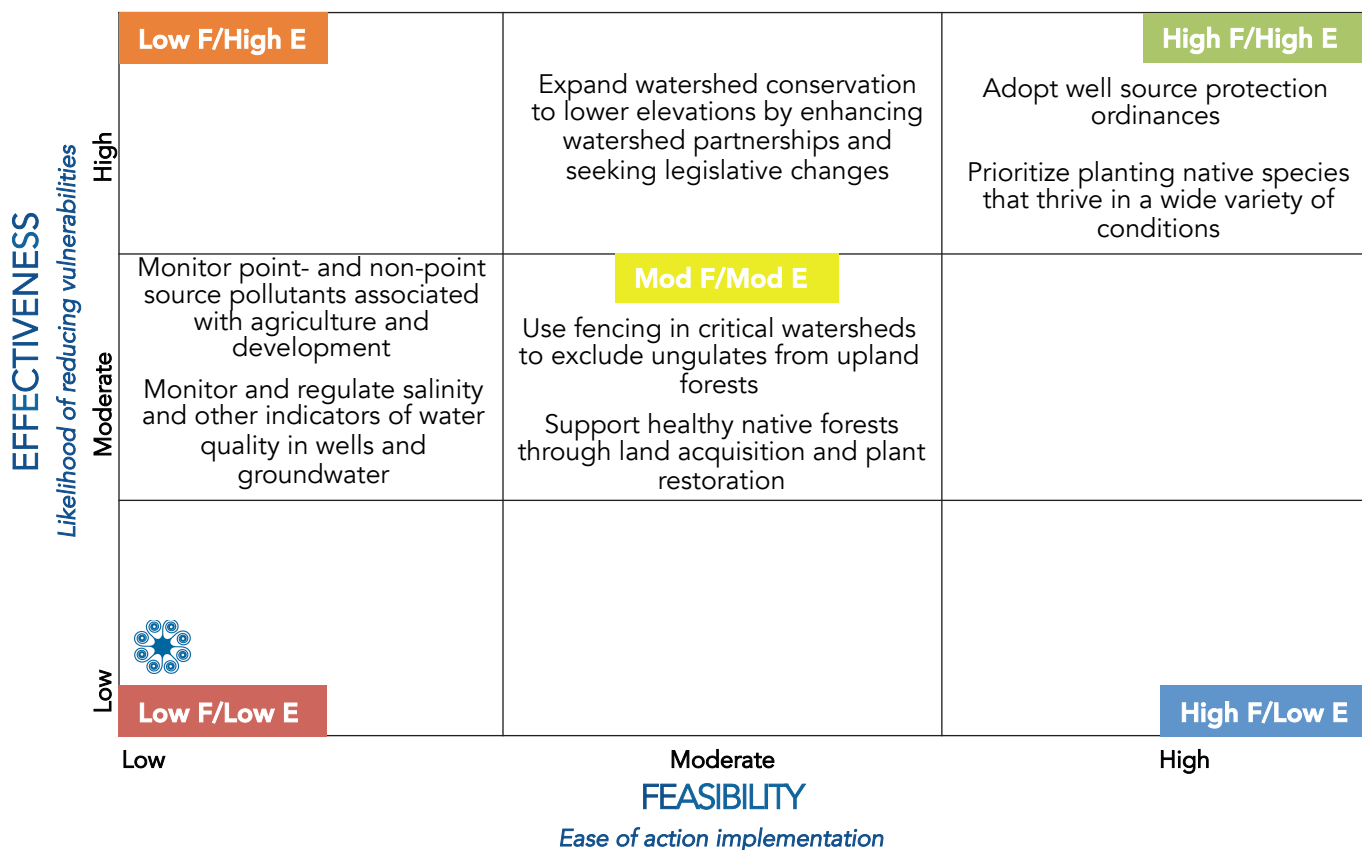 Low F/High E
High F/High E
Expand watershed conservation
to lower elevations by enhancing
watershed partnerships and
seeking legislative changes
Adopt well source protection
ordinances
Prioritize planting native species
that thrive in a wide variety of
conditions
EFFECTIVENESS
Likelihood of reducing vulnerabilities
High
Moderate
Low
Monitor point- and non-point
source pollutants associated
with agriculture and
development
Monitor and regulate salinity
and other indicators of water
quality in wells and
groundwater
Mod F/Mod E
Use fencing in critical watersheds
to exclude ungulates from upland
forests
Support healthy native forests
through land acquisition and plant
restoration
Low F/Low E
High F/Low E
Low
Moderate
High
FEASIBILITY
Ease of action implementation